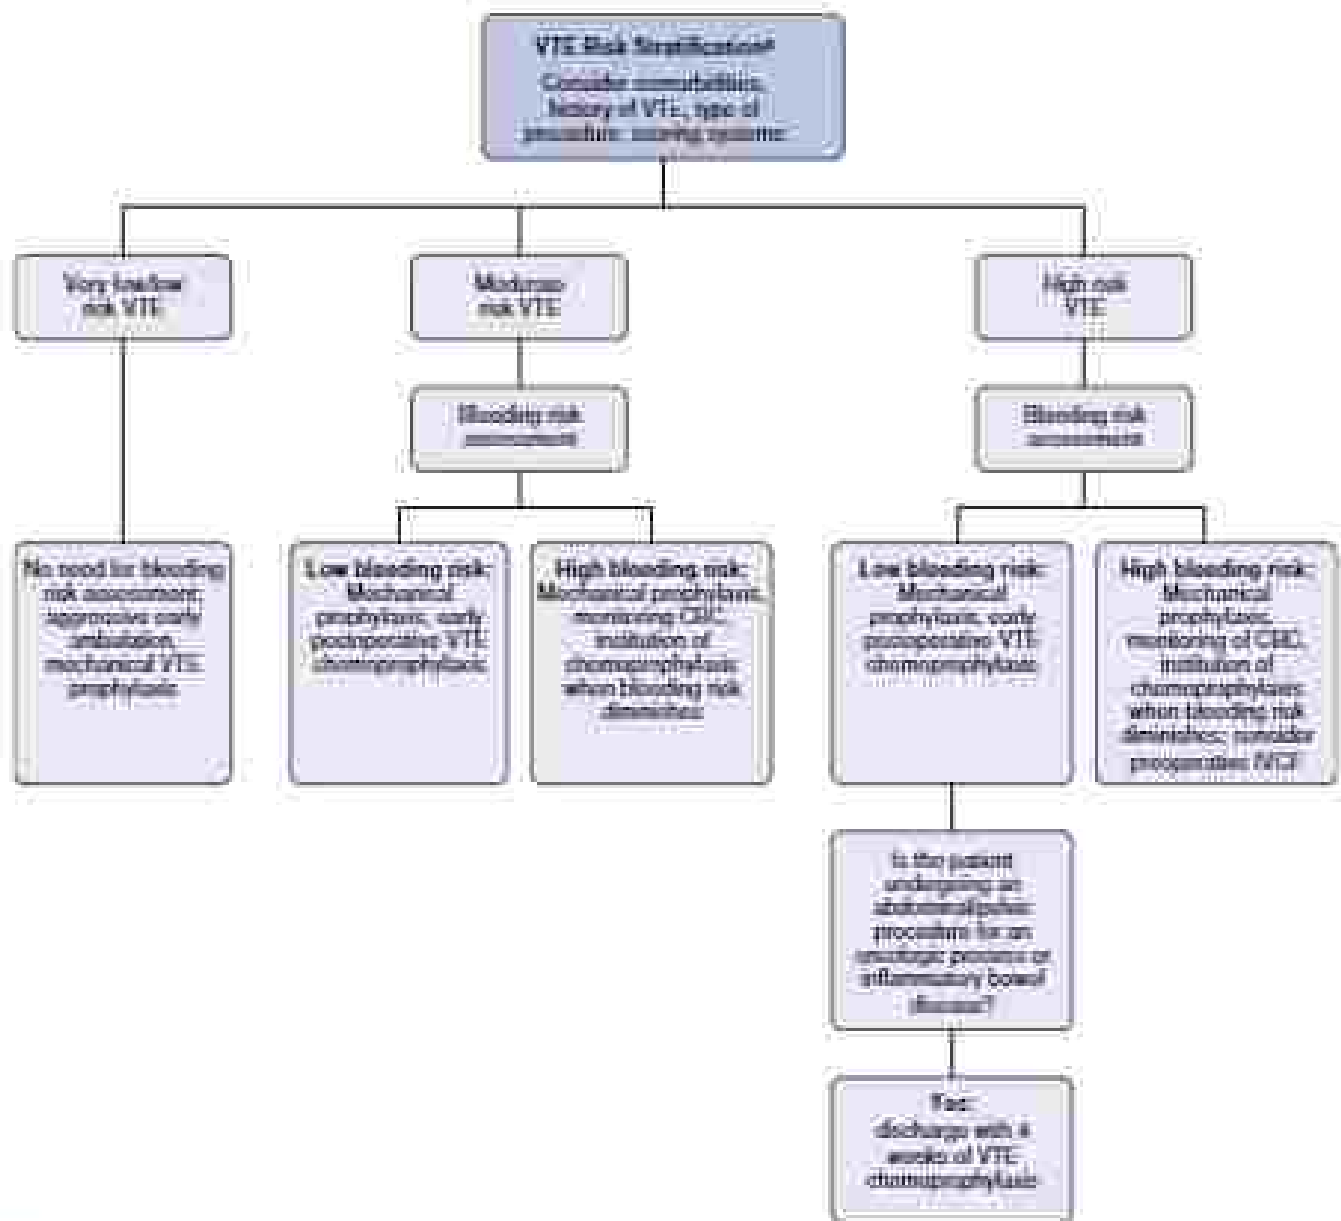 VTE Risk Stratification
Consider comorbidities,
history of VTE, type of
procedure, scoring systems
Very low/low
risk VTE
Moderate
risk VTE
High risk
VTE
Bleeding risk
assessment
Bleeding risk
assessment
No need for bleeding
risk assessment;
aggressive early
ambulation,
mechanical VTE
prophylaxis
Low bleeding risk:
Mechanical
prophylaxis, early
postoperative VTE
chemoprophylaxis
High bleeding risk:
Mechanical prophylaxis,
monitoring CBC,
institution of
chemoprophylaxis
when bleeding risk
diminishes
Low bleeding risk:
Mechanical
prophylaxis, early
postoperative VTE
chemoprophylaxis
High bleeding risk:
Mechanical
prophylaxis,
monitoring of CBC,
institution of
chemoprophylaxis
when bleeding risk
diminishes; consider
preoperative IVCF
Is the patient
undergoing an
abdominal/pelvic
procedure for an
oncologic process or
inflammatory bowel
disease?
Yes:
discharge with 4
weeks of VTE
chemoprophylaxis